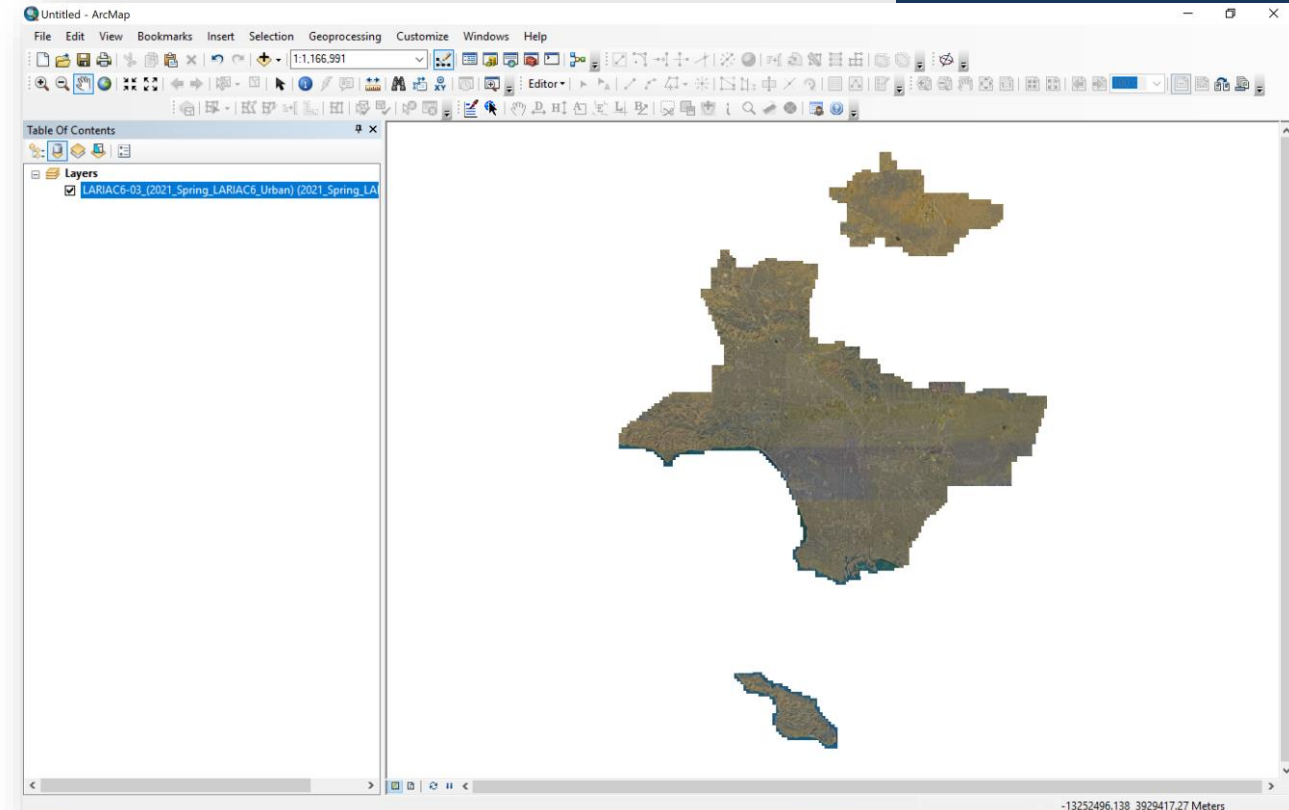 Untitled - ArcMap
File Edit View Bookmarks Insert Selection Geoprocessing Customize Windows Help
1:1,166,991
Editor
Table Of Contents
Layers
LARIAC6-03_(2021_Spring_LARIAC6_Urban) (2021_Spring_LA
-13252496.138 3929417.27 Meters